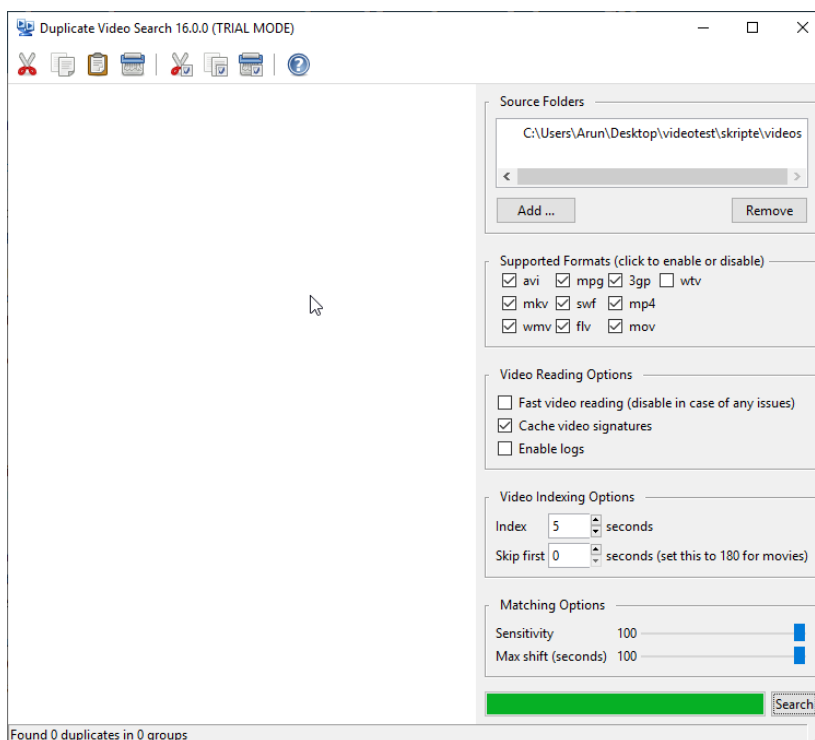 Duplicate Video Search 16.0.0 (TRIAL MODE)
Source Folders
C:\Users\Arun\Desktop\videotest\skripte\videos
Add ...
Remove
Supported Formats (click to enable or disable)
avi mpg 3gp wtv
mkv swf mp4
wmv flv mov
Video Reading Options
Fast video reading (disable in case of any issues)
Cache video signatures
Enable logs
Video Indexing Options
Index 5 seconds
Skip first 0 seconds (set this to 180 for movies)
Matching Options
Sensitivity 100
Max shift (seconds) 100
Search
Found 0 duplicates in 0 groups